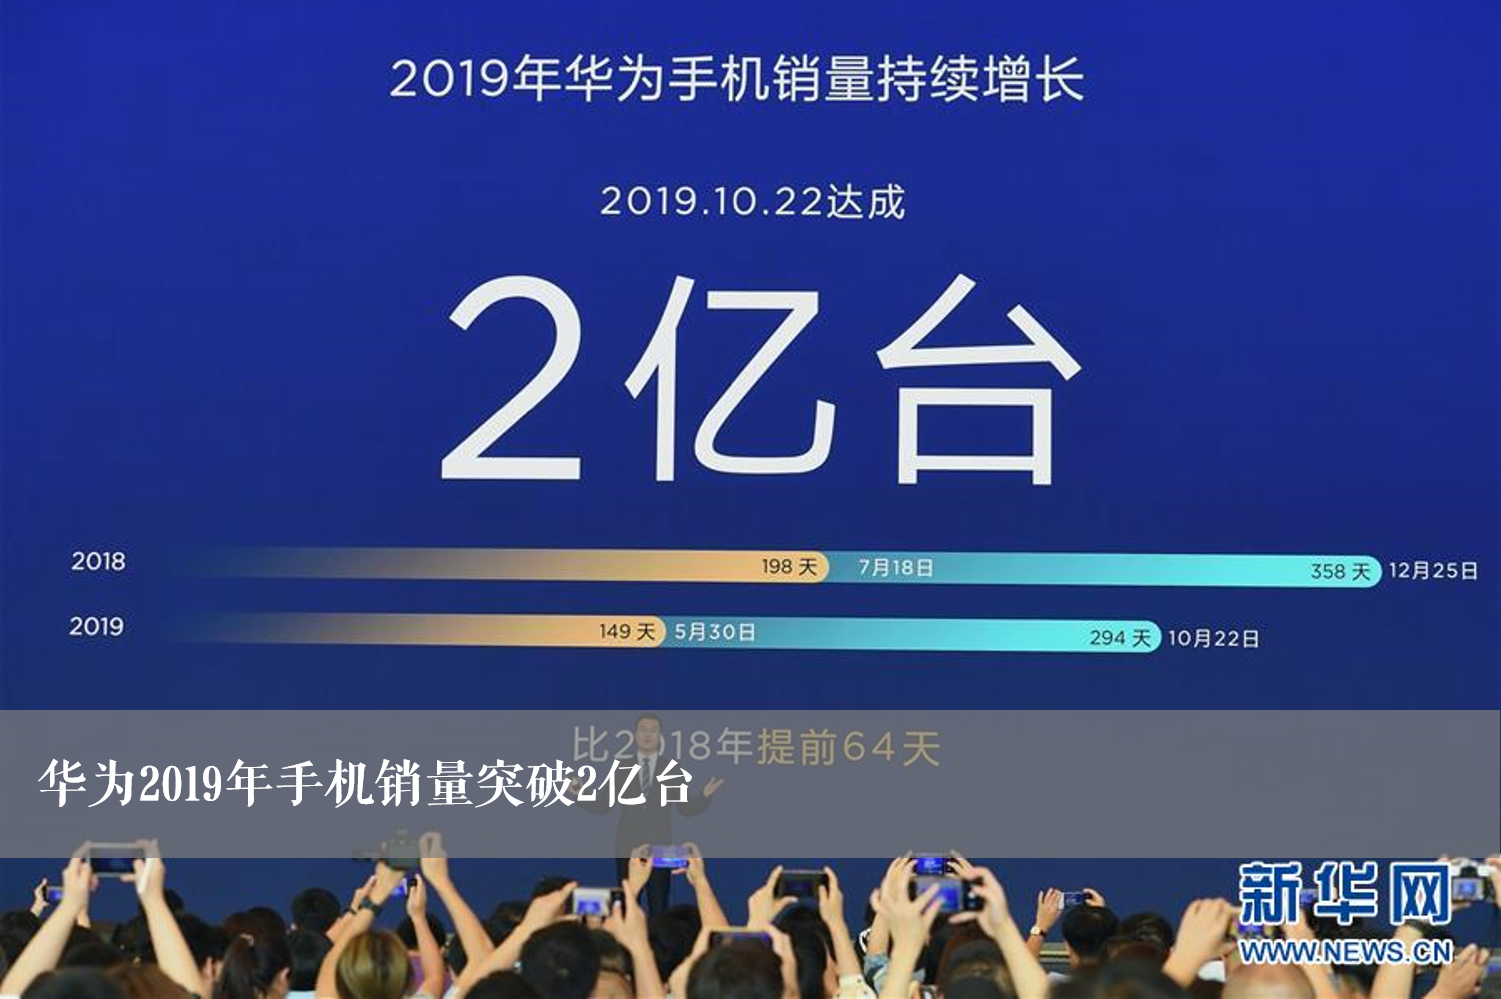 2019年华为手机销量持续增长
2019.10.22达成
2亿台
2018 198 天 7月18日 358 天 12月25日
2019 149 天 5月30日 294 天 10月22日
比2018年提前64天
华为2019年手机销量突破2亿台
新华网
WWW.NEWS.CN